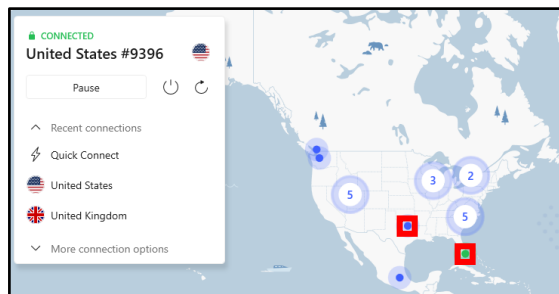 CONNECTED
United States #9396
Pause
Recent connections
Quick Connect
United States
United Kingdom
More connection options
5
3
2
5